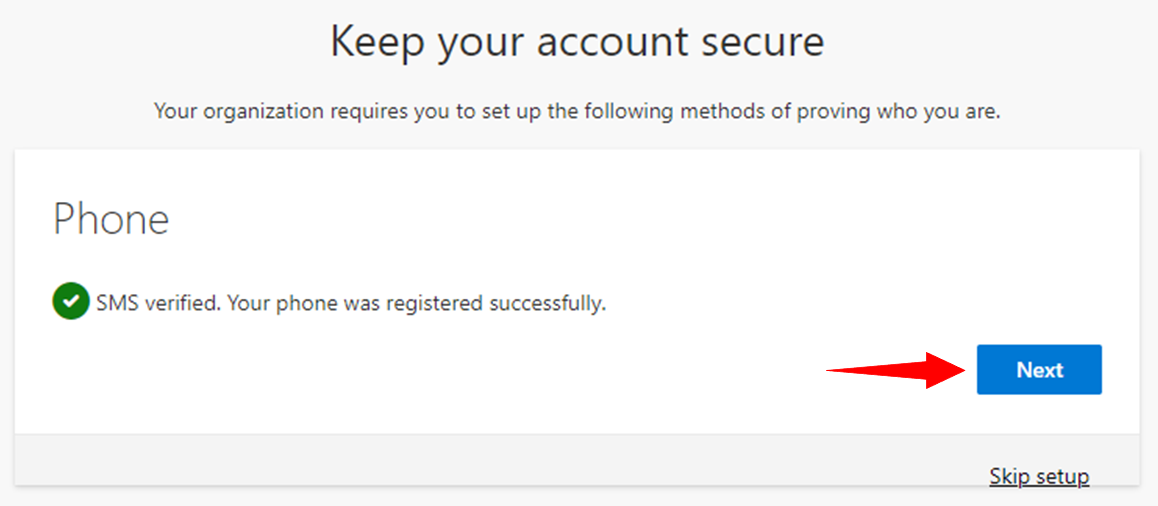 Keep your account secure
Your organization requires you to set up the following methods of proving who you are.
Phone
SMS verified. Your phone was registered successfully.
Next
Skip setup